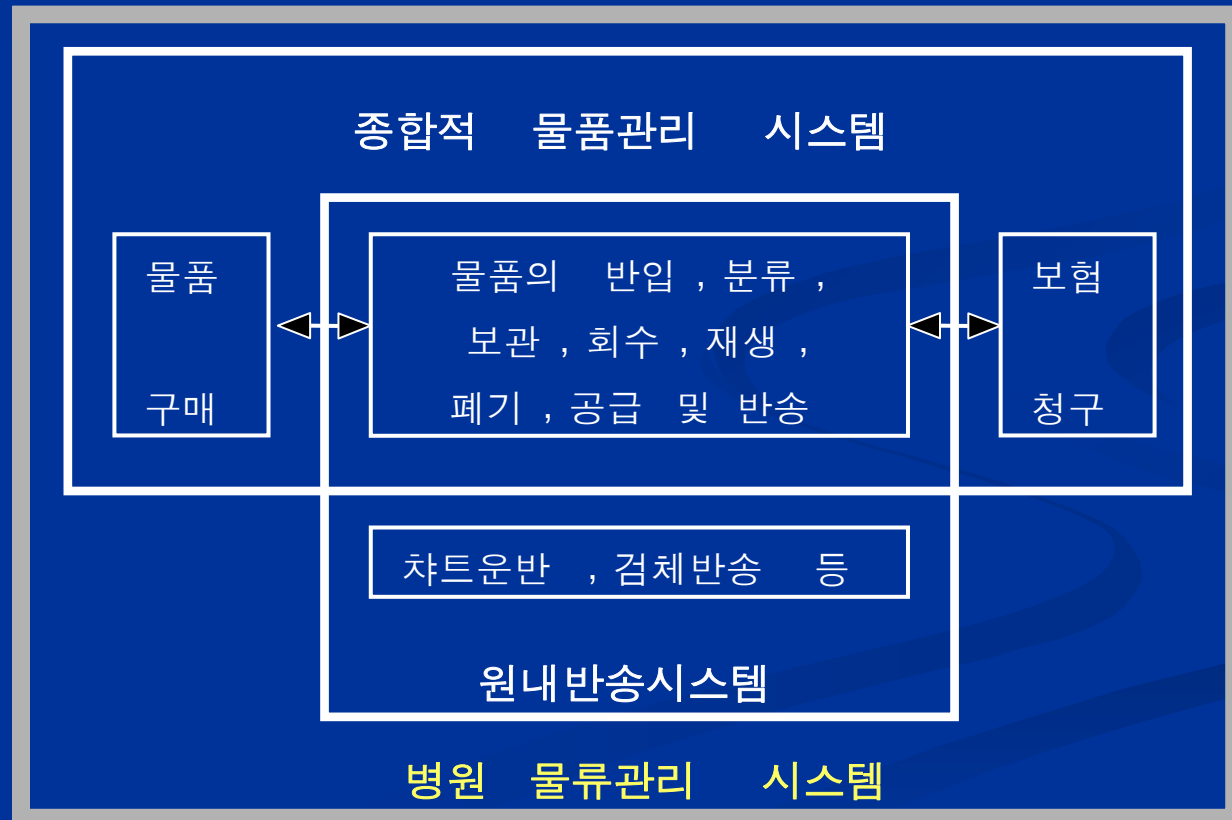 종합적 물품관리 시스템
물품
구매
물품의 반입 , 분류 ,
보관 , 회수 , 재생 ,
폐기 , 공급 및 반송
보험
청구
챠트운반 , 검체반송 등
원내반송시스템
병원 물류관리 시스템